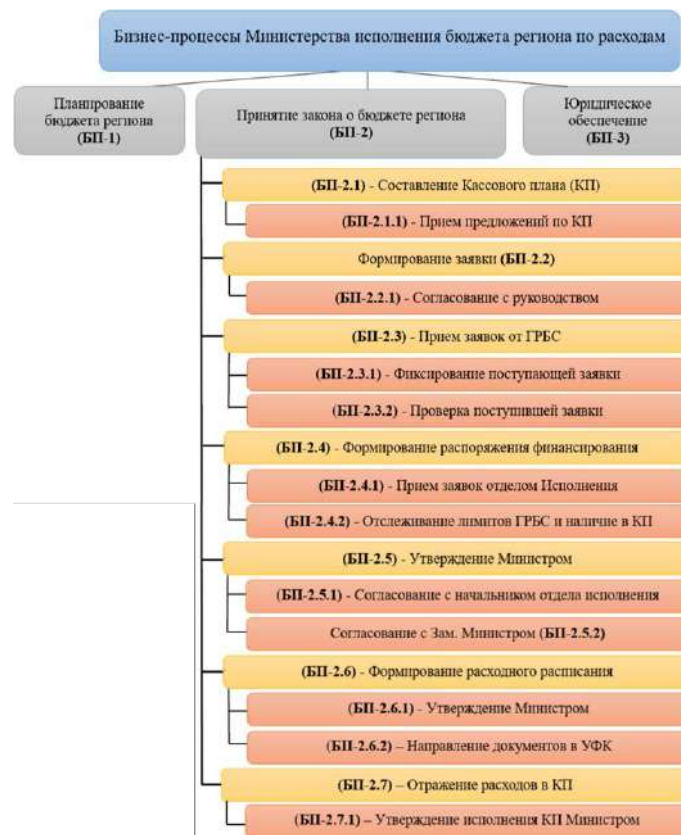 Бизнес-процессы Министерства исполнения бюджета региона по расходам
Планирование
бюджета региона
(БП-1)
Принятие закона о бюджете региона
(БП-2)
Юридическое
обеспечение
(БП-3)
(БП-2.1) - Составление Кассового плана (КП)
(БП-2.1.1) - Прием предложений по КП
Формирование заявки (БП-2.2)
(БП-2.2.1) - Согласование с руководством
(БП-2.3) - Прием заявок от ГРБС
(БП-2.3.1) - Фиксирование поступающей заявки
(БП-2.3.2) - Проверка поступившей заявки
(БП-2.4) - Формирование распоряжения финансирования
(БП-2.4.1) - Прием заявок отделом Исполнения
(БП-2.4.2) - Отслеживание лимитов ГРБС и наличие в КП
(БП-2.5) - Утверждение Министром
(БП-2.5.1) - Согласование с начальником отдела исполнения
Согласование с Зам. Министром (БП-2.5.2)
(БП-2.6) - Формирование расходного расписания
(БП-2.6.1) - Утверждение Министром
(БП-2.6.2) – Направление документов в УФК
(БП-2.7) – Отражение расходов в КП
(БП-2.7.1) – Утверждение исполнения КП Министром